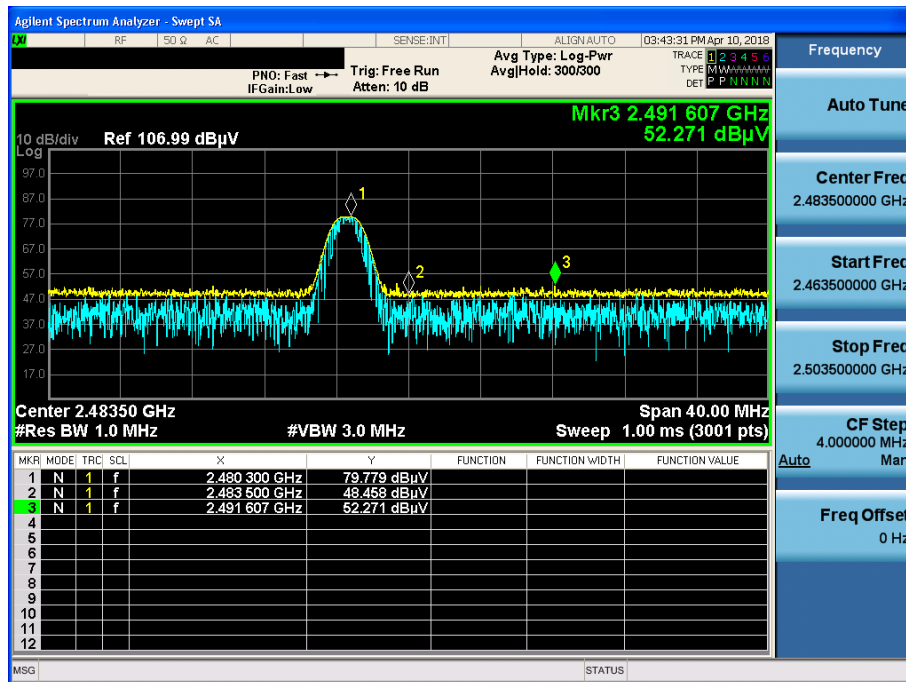 Agilent Spectrum Analyzer - Swept SA
LXI RF 50 Ω AC SENSE:INT ALIGN AUTO 03:43:31 PM Apr 10, 2018
Frequency
PNO: Fast
IFGain:Low
Trig: Free Run
Atten: 10 dB
Avg Type: Log-Pwr
Avg|Hold: 300/300
TRACE 1 2 3 4 5 6
TYPE M W
DET P P N N N N
Auto Tune
Mkr3 2.491 607 GHz
52.271 dBµV
10 dB/div Ref 106.99 dBµV
Log
97.0
87.0
77.0
67.0
57.0
47.0
37.0
27.0
17.0
1
2
3
Center Freq
2.483500000 GHz
Start Freq
2.463500000 GHz
Stop Freq
2.503500000 GHz
Center 2.48350 GHz Span 40.00 MHz
#Res BW 1.0 MHz #VBW 3.0 MHz Sweep 1.00 ms (3001 pts)
CF Step
4.000000 MHz
Auto Man
MKR MODE TRC SCL X Y FUNCTION FUNCTION WIDTH FUNCTION VALUE
1 N 1 f 2.480 300 GHz 79.779 dBµV
2 N 1 f 2.483 500 GHz 48.458 dBµV
3 N 1 f 2.491 607 GHz 52.271 dBµV
4
5
6
7
8
9
10
11
12
Freq Offset
0 Hz
MSG STATUS